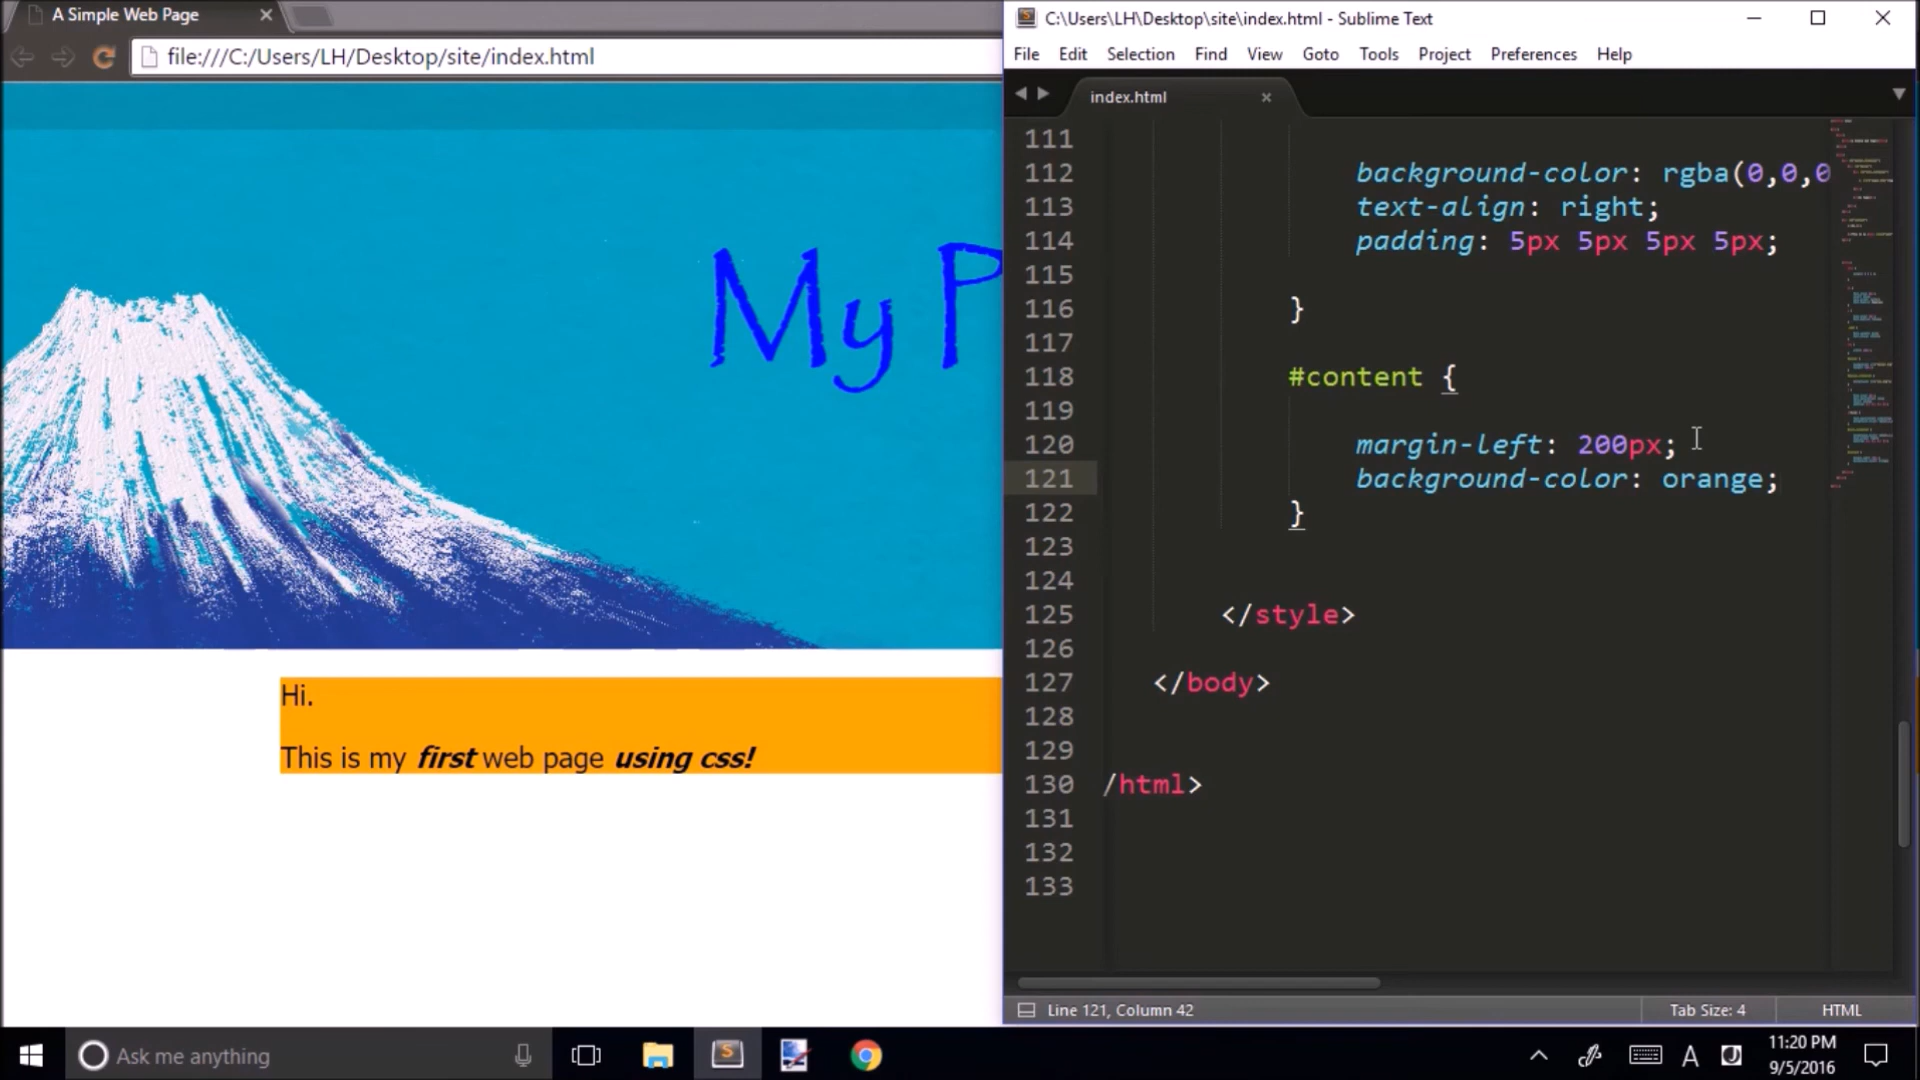 A Simple Web Page
file:///C:/Users/LH/Desktop/site/index.html
My P
Hi.
This is my first web page using css!
C:\Users\LH\Desktop\site\index.html - Sublime Text
File Edit Selection Find View Goto Tools Project Preferences Help
index.html
111
112 background-color: rgba(0,0,0
113 text-align: right;
114 padding: 5px 5px 5px 5px;
115
116 }
117
118 #content {
119
120 margin-left: 200px;
121 background-color: orange;
122 }
123
124
125 </style>
126
127 </body>
128
129
130 /html>
131
132
133
Line 121, Column 42 Tab Size: 4 HTML
Ask me anything
11:20 PM
9/5/2016